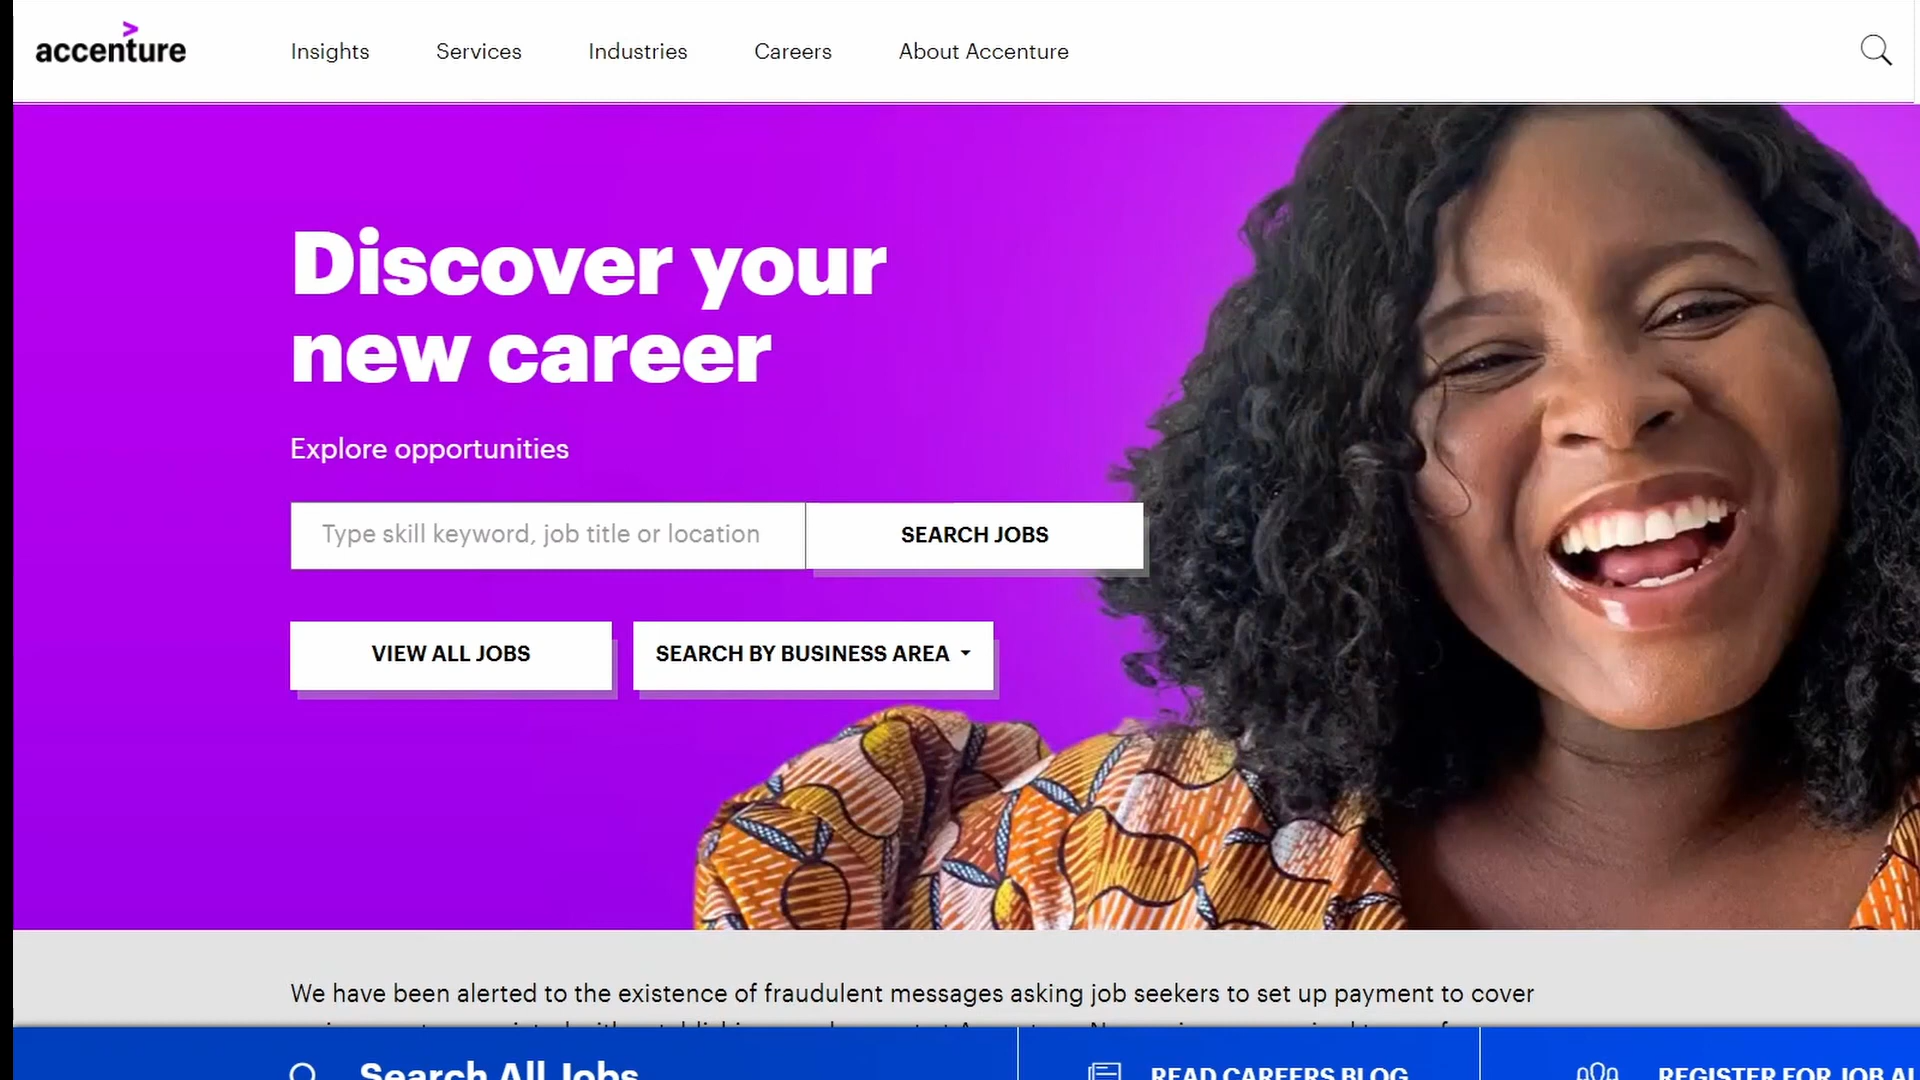 accenture
Insights
Services
Industries
Careers
About Accenture
Discover your
new career
Explore opportunities
Type skill keyword, job title or location
SEARCH JOBS
VIEW ALL JOBS
SEARCH BY BUSINESS AREA
We have been alerted to the existence of fraudulent messages asking job seekers to set up payment to cover
Search All Jobs
READ CAREERS BLOG
REGISTER FOR JOB AL